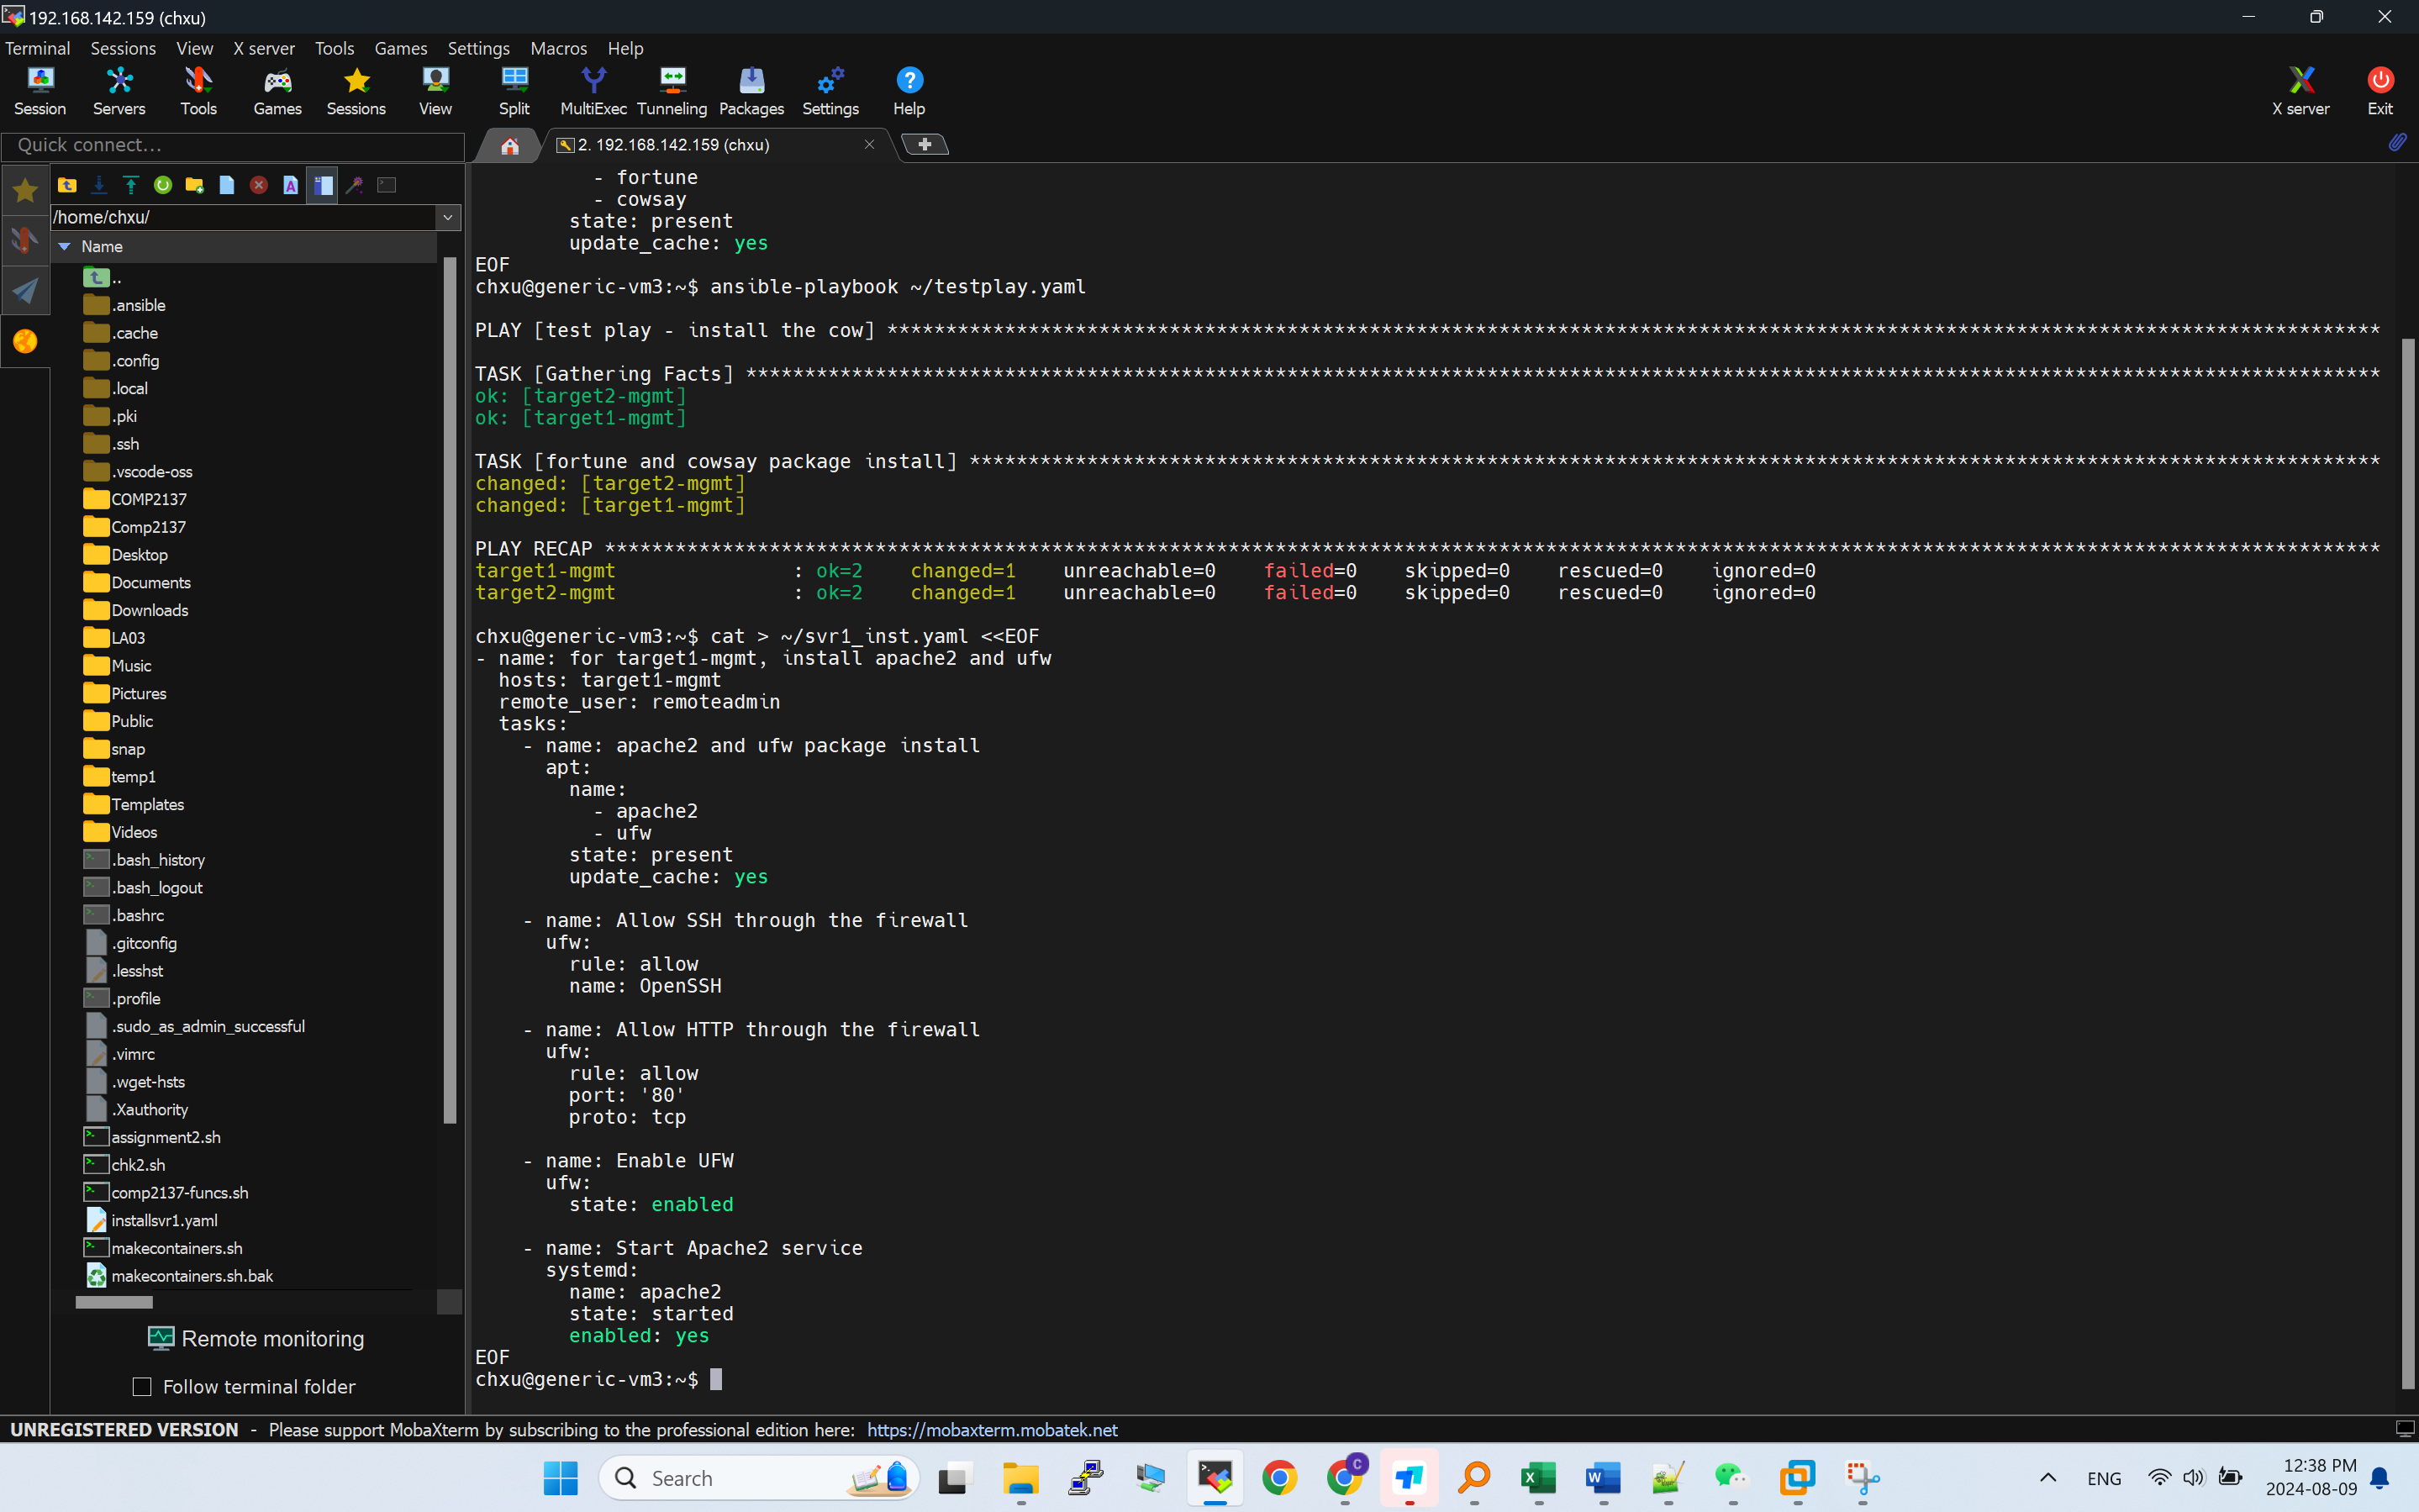 192.168.142.159 (chxu)
Terminal Sessions View X server Tools Games Settings Macros Help
Session Servers Tools Games Sessions View Split MultiExec Tunneling Packages Settings Help X server Exit
Quick connect...
2. 192.168.142.159 (chxu)
/home/chxu/
Name
..
.ansible
.cache
.config
.local
.pki
.ssh
.vscode-oss
COMP2137
Comp2137
Desktop
Documents
Downloads
LA03
Music
Pictures
Public
snap
temp1
Templates
Videos
.bash_history
.bash_logout
.bashrc
.gitconfig
.lesshst
.profile
.sudo_as_admin_successful
.vimrc
.wget-hsts
.Xauthority
assignment2.sh
chk2.sh
comp2137-funcs.sh
installsvr1.yaml
makecontainers.sh
makecontainers.sh.bak
Remote monitoring
Follow terminal folder
- fortune
- cowsay
state: present
update_cache: yes
EOF
chxu@generic-vm3:~$ ansible-playbook ~/testplay.yaml
PLAY [test play - install the cow] *******************************************************************************************************************************
TASK [Gathering Facts] *******************************************************************************************************************************************
ok: [target2-mgmt]
ok: [target1-mgmt]
TASK [fortune and cowsay package install] ************************************************************************************************************************
changed: [target2-mgmt]
changed: [target1-mgmt]
PLAY RECAP *******************************************************************************************************************************************************
target1-mgmt : ok=2 changed=1 unreachable=0 failed=0 skipped=0 rescued=0 ignored=0
target2-mgmt : ok=2 changed=1 unreachable=0 failed=0 skipped=0 rescued=0 ignored=0
chxu@generic-vm3:~$ cat > ~/svr1_inst.yaml <<EOF
- name: for target1-mgmt, install apache2 and ufw
hosts: target1-mgmt
remote_user: remoteadmin
tasks:
- name: apache2 and ufw package install
apt:
name:
- apache2
- ufw
state: present
update_cache: yes
- name: Allow SSH through the firewall
ufw:
rule: allow
name: OpenSSH
- name: Allow HTTP through the firewall
ufw:
rule: allow
port: '80'
proto: tcp
- name: Enable UFW
ufw:
state: enabled
- name: Start Apache2 service
systemd:
name: apache2
state: started
enabled: yes
EOF
chxu@generic-vm3:~$
UNREGISTERED VERSION - Please support MobaXterm by subscribing to the professional edition here: https://mobaxterm.mobatek.net
Search
ENG
12:38 PM
2024-08-09